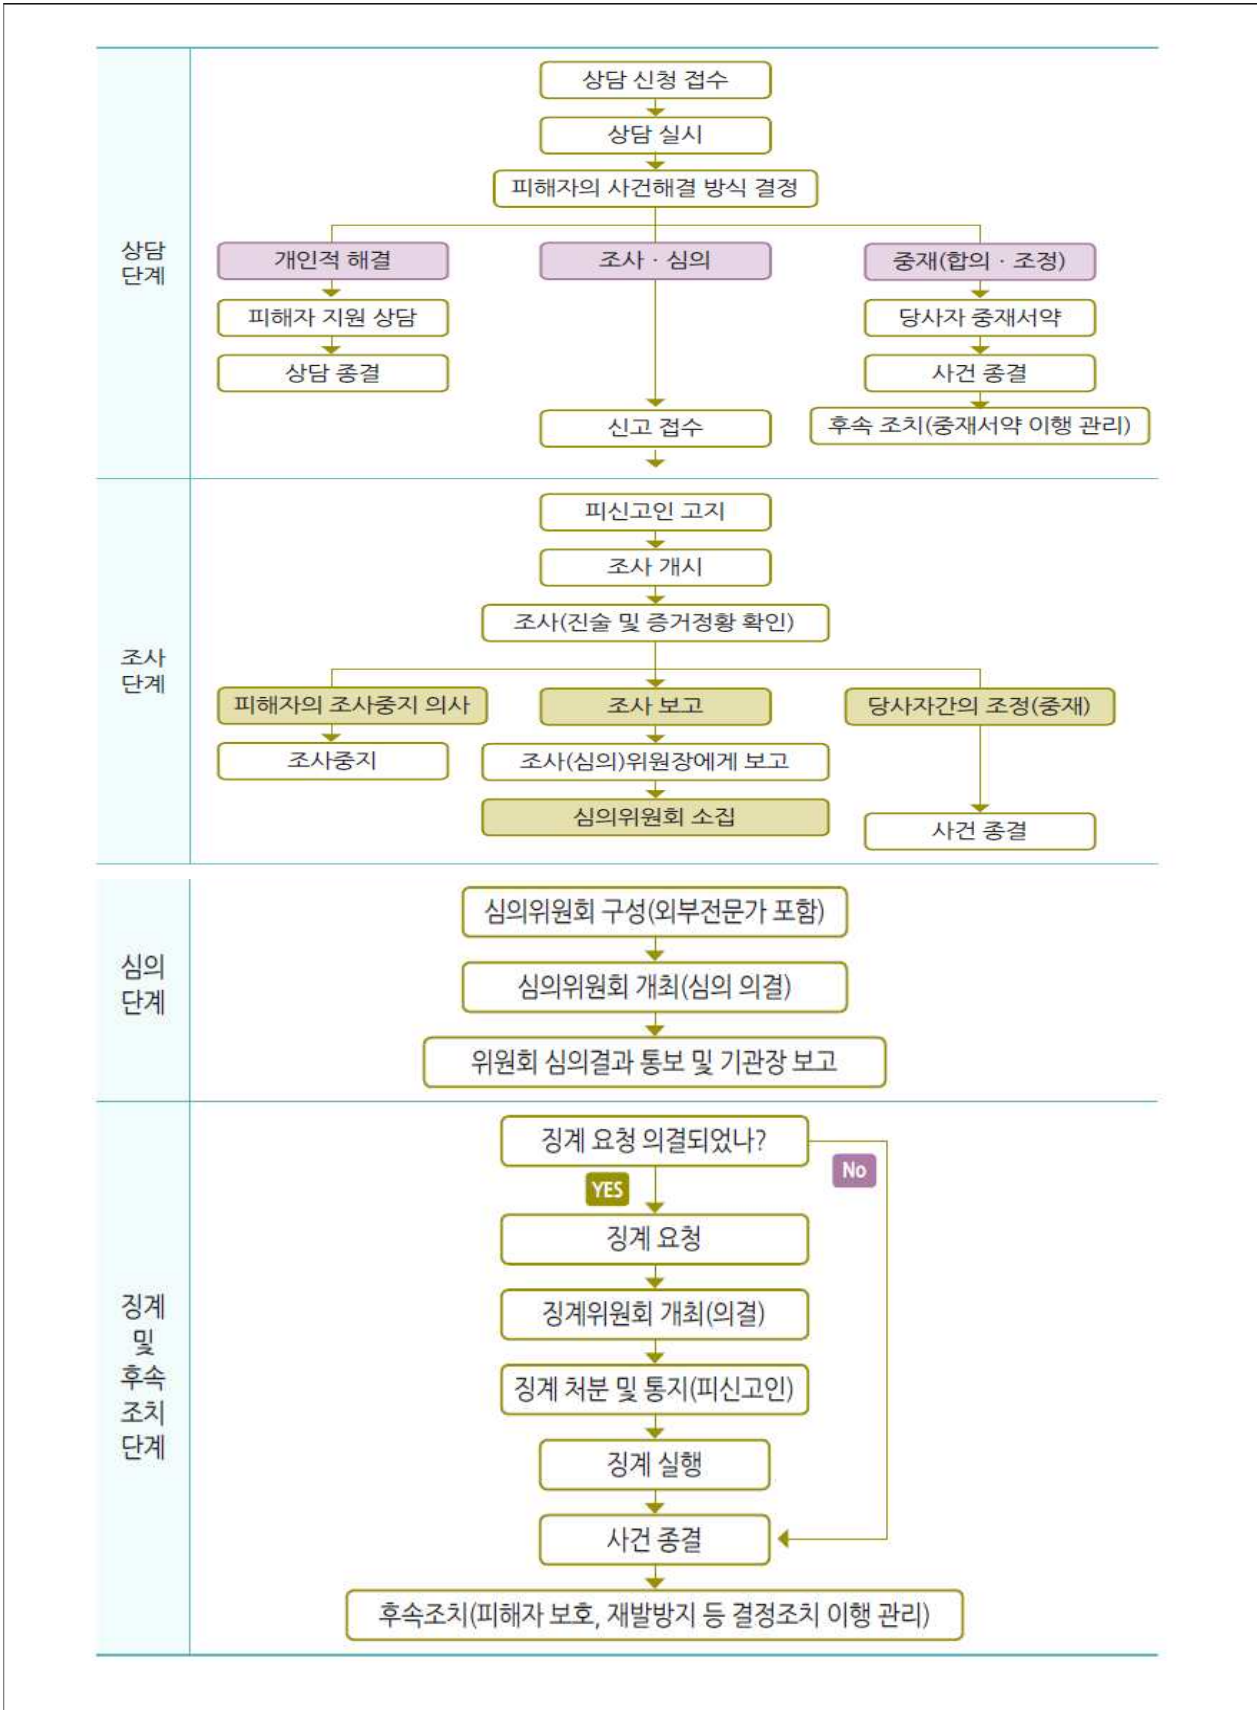 상담
단계
상담 신청 접수
상담 실시
피해자의 사건해결 방식 결정
개인적 해결
조사 · 심의
중재(합의 · 조정)
피해자 지원 상담
당사자 중재서약
상담 종결
사건 종결
신고 접수
후속 조치(중재서약 이행 관리)
조사
단계
피신고인 고지
조사 개시
조사(진술 및 증거정황 확인)
피해자의 조사중지 의사
조사 보고
당사자간의 조정(중재)
조사중지
조사(심의)위원장에게 보고
심의위원회 소집
사건 종결
심의
단계
심의위원회 구성(외부전문가 포함)
심의위원회 개최(심의 의결)
위원회 심의결과 통보 및 기관장 보고
징계
및
후속
조치
단계
징계 요청 의결되었나?
No
YES
징계 요청
징계위원회 개최(의결)
징계 처분 및 통지(피신고인)
징계 실행
사건 종결
후속조치(피해자 보호, 재발방지 등 결정조치 이행 관리)